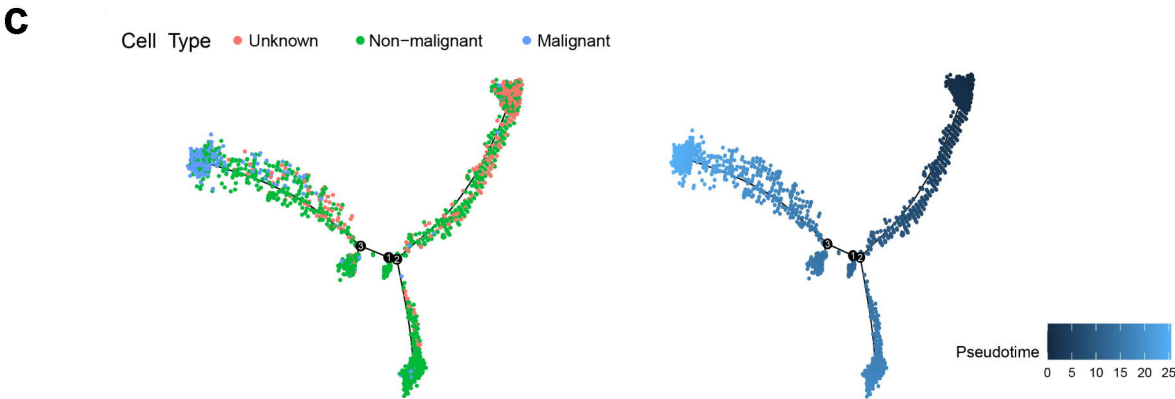 c
Cell Type Unknown Non-malignant Malignant
3 1 2
3 1 2
Pseudotime
0 5 10 15 20 25